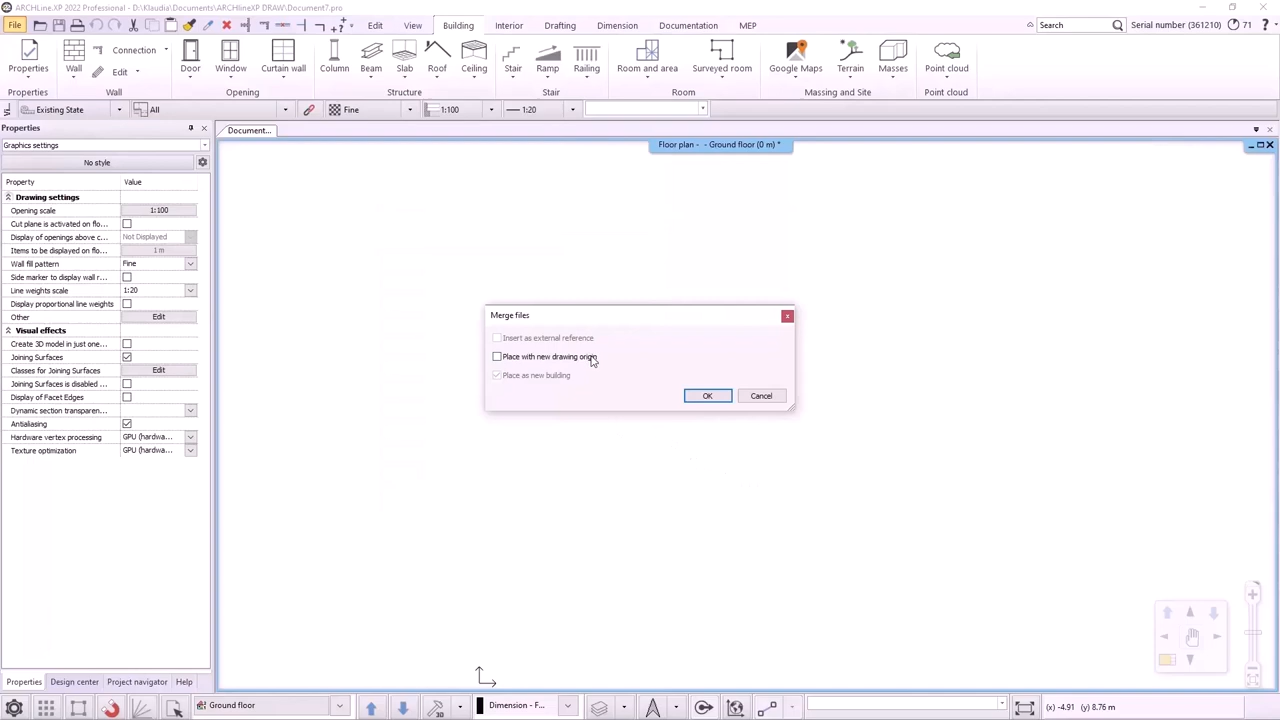 ARCHLine.XP 2022 Professional - D:\Klaudia\Documents\ARCHlineXP DRAW\Document7.pro
File
Edit View Building Interior Drafting Dimension Documentation MEP
Search
Serial number (361210)
71
Properties
Wall
Connection
Edit
Door
Window
Curtain wall
Column
Beam
Slab
Roof
Ceiling
Stair
Ramp
Railing
Room and area
Surveyed room
Google Maps
Terrain
Masses
Point cloud
Properties Wall Opening Structure Stair Room Massing and Site Point cloud
Existing State
All
Fine
1:100
1:20
Properties
Document...
Graphics settings
Floor plan - - Ground floor (0 m) *
No style
Property Value
Drawing settings
Opening scale 1:100
Cut plane is activated on flo...
Display of openings above c... Not Displayed
Items to be displayed on flo... 1 m
Wall fill pattern Fine
Side marker to display wall r...
Line weights scale 1:20
Display proportional line weights
Other Edit
Visual effects
Create 3D model in just one...
Joining Surfaces
Classes for Joining Surfaces Edit
Joining Surfaces is disabled ...
Display of Facet Edges
Dynamic section transparen...
Antialiasing
Hardware vertex processing GPU (hardwa...
Texture optimization GPU (hardwa...
Merge files
Insert as external reference
Place with new drawing origin
Place as new building
OK
Cancel
Properties Design center Project navigator Help
Ground floor
30
Dimension - F...
(x) -4.91 (y) 8.76 m